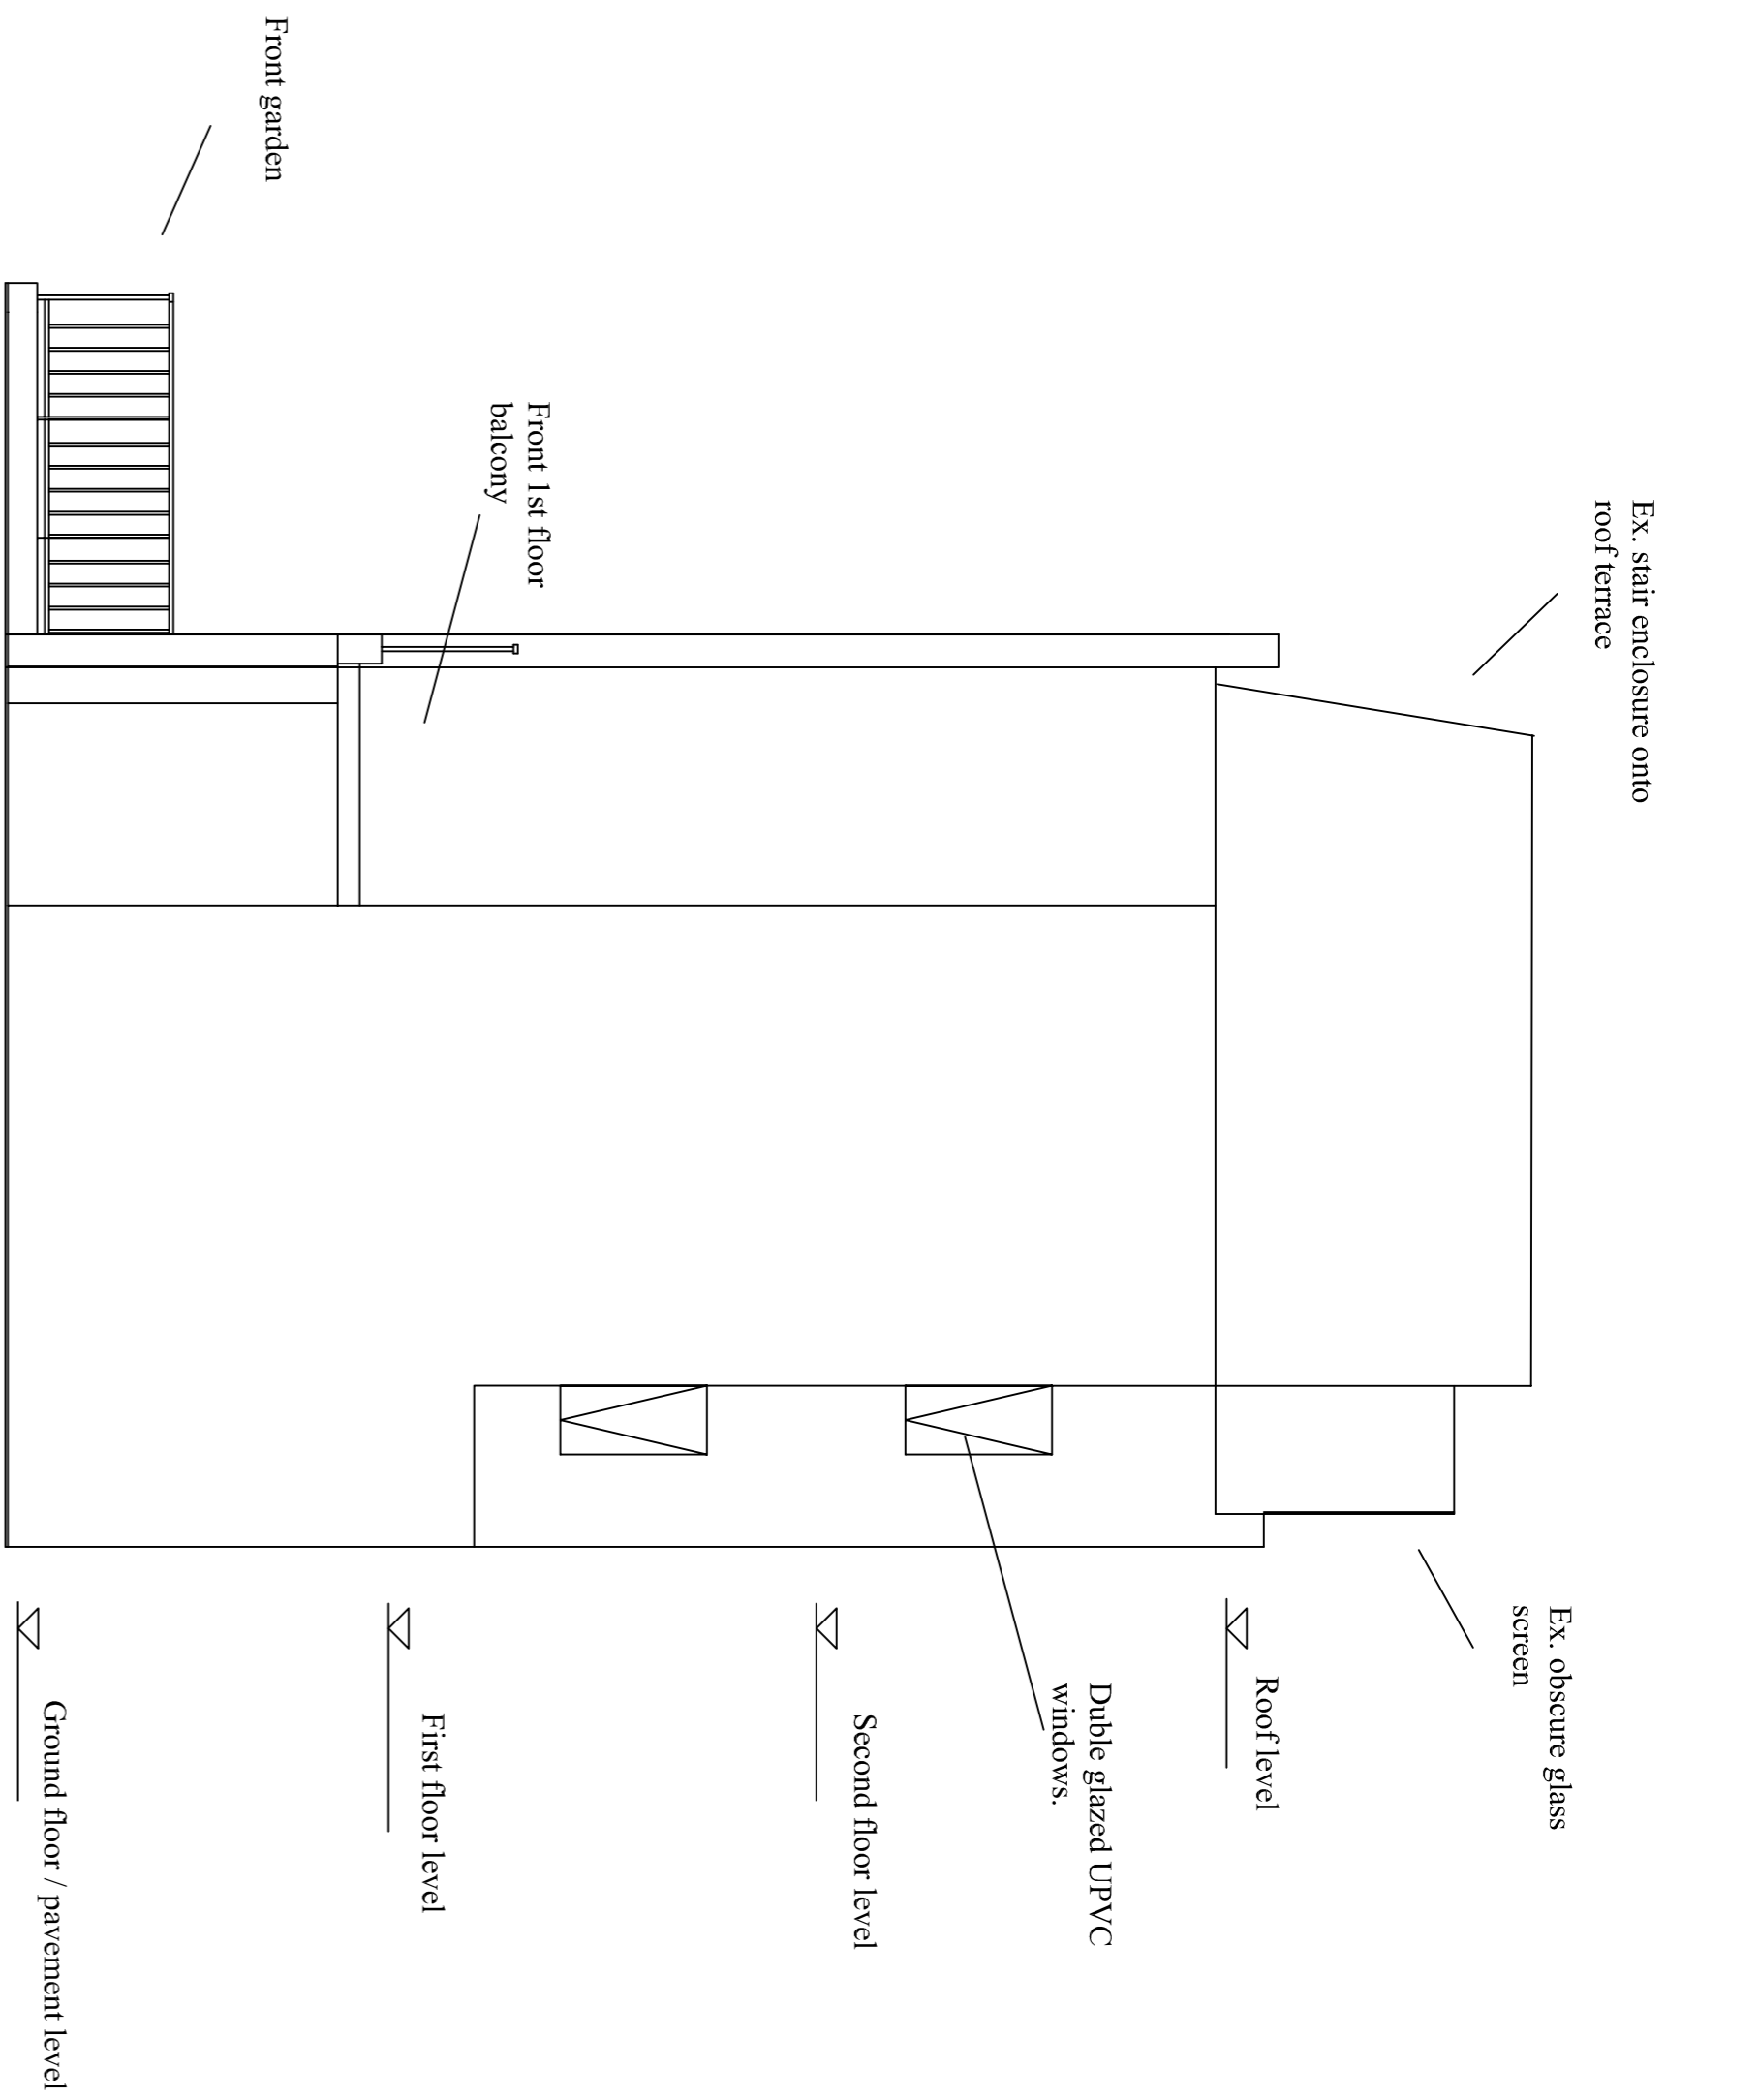 Ex. stair enclosure onto
roof terrace
Ex. obscure glass
screen
Roof level
Duble glazed UPVC
windows.
Second floor level
Front 1st floor
balcony
First floor level
Front garden
Ground floor / pavement level